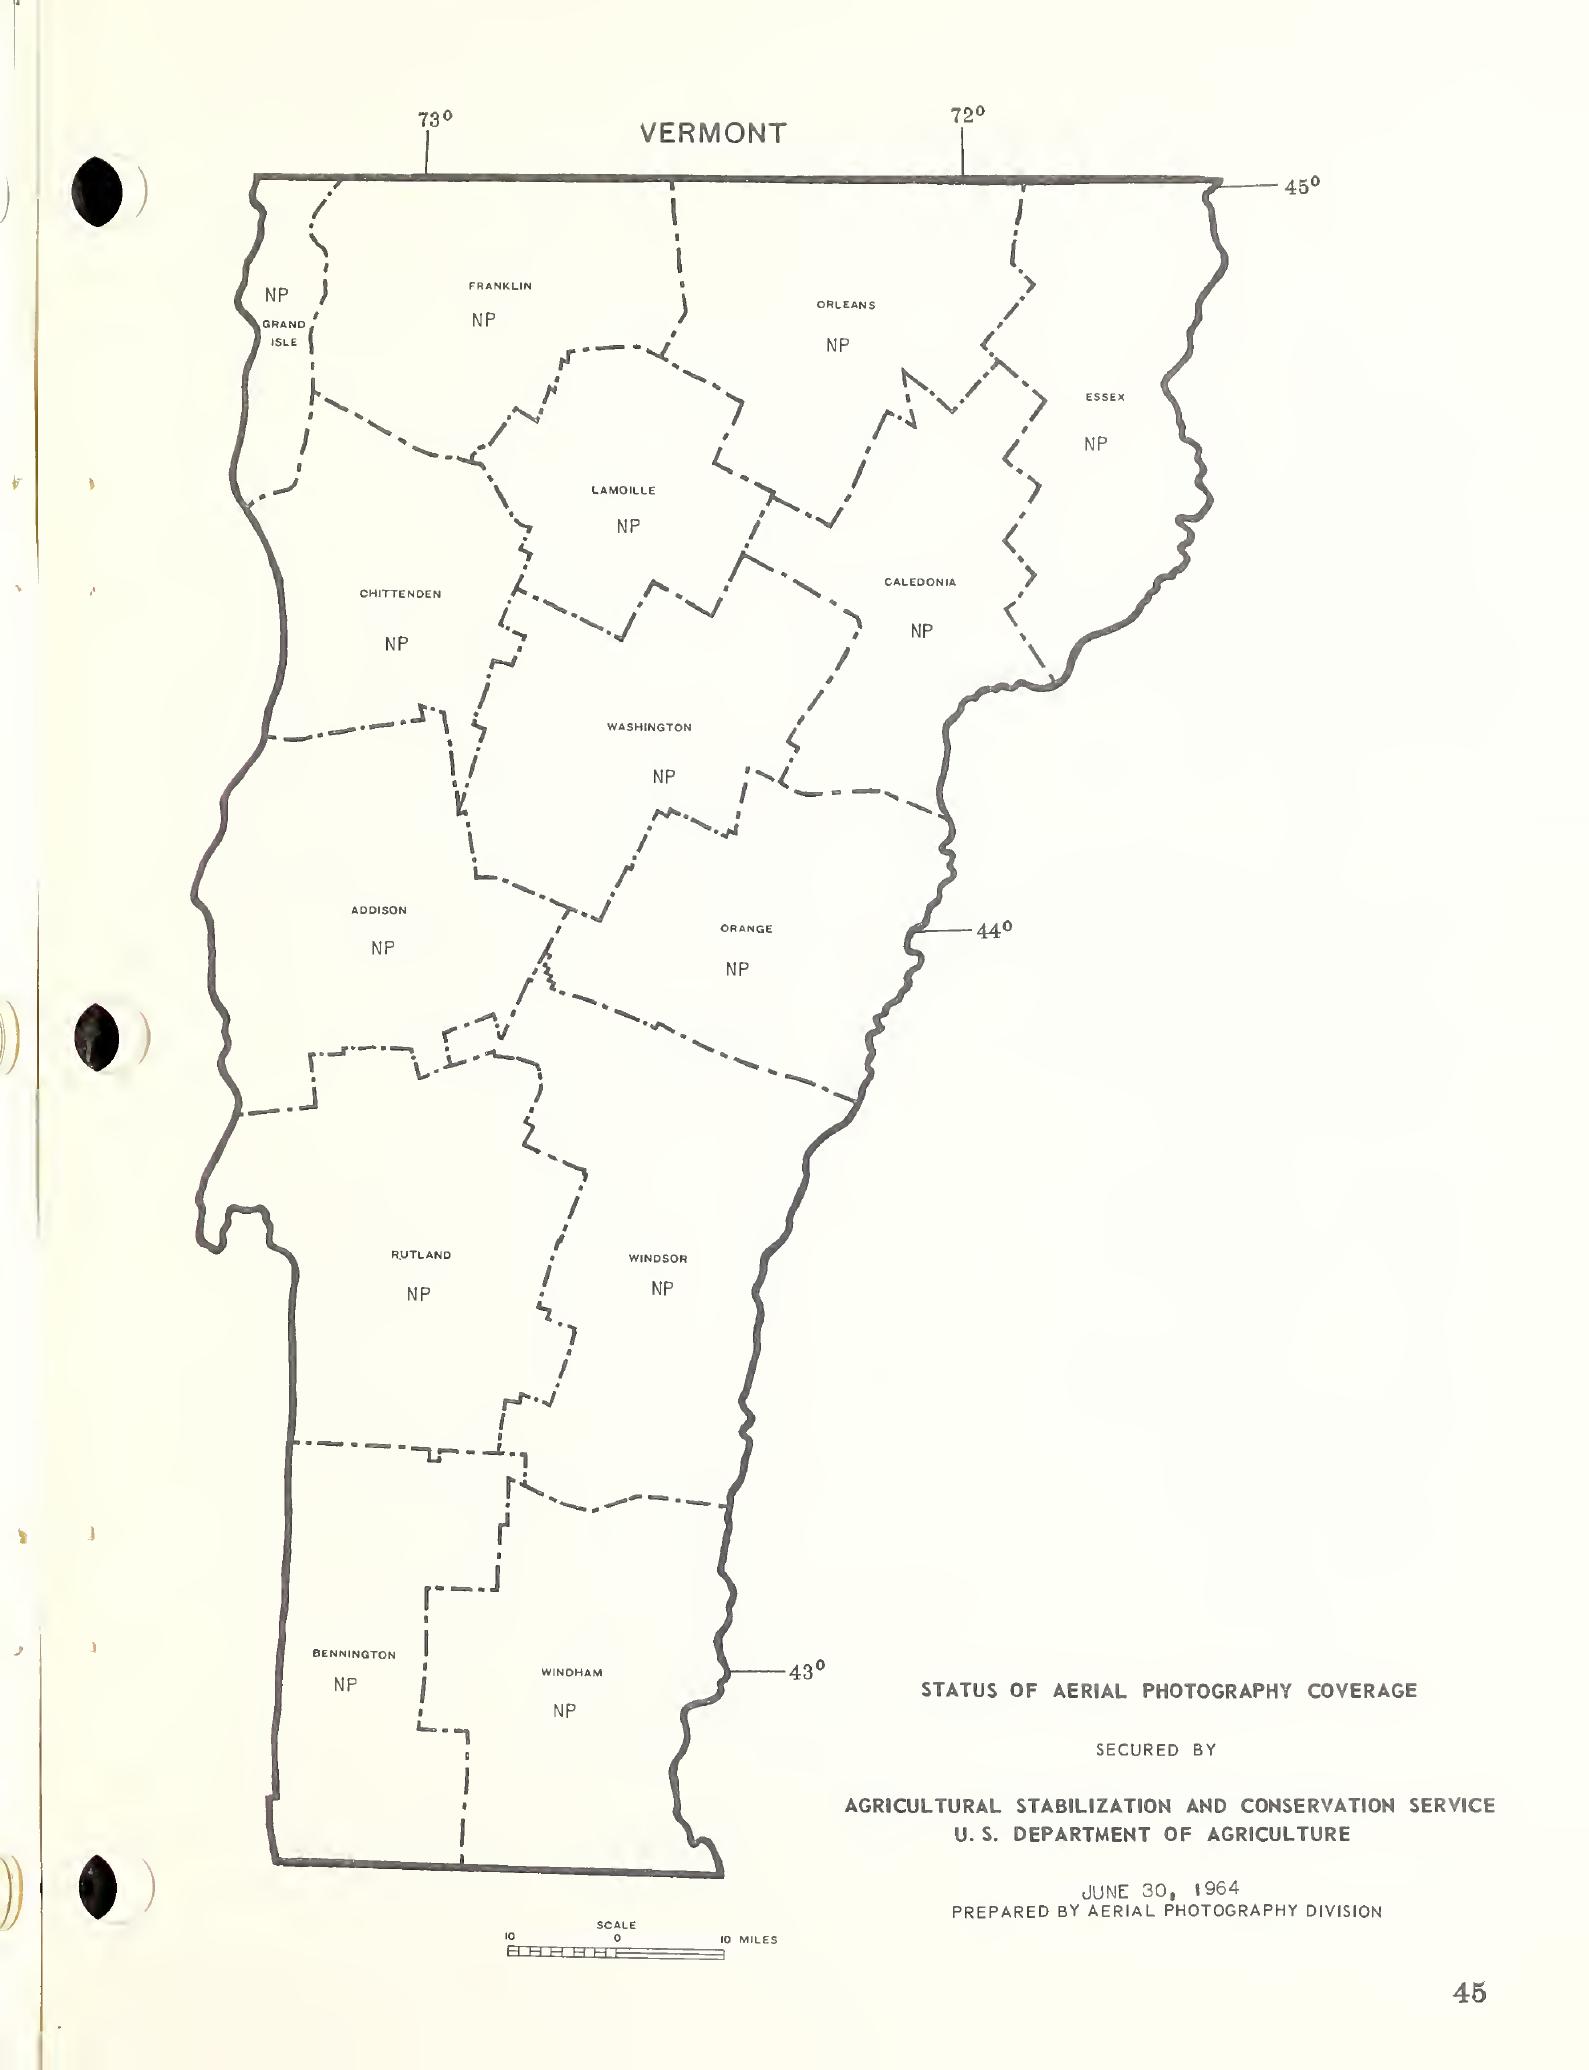 73°
VERMONT
72°
45°
NP
GRAND
ISLE
FRANKLIN
NP
ORLEANS
NP
ESSEX
NP
LAMOILLE
NP
CHITTENDEN
NP
CALEDONIA
NP
WASHINGTON
NP
ADDISON
NP
ORANGE
NP
44°
RUTLAND
NP
WINDSOR
NP
BENNINGTON
NP
WINDHAM
NP
43°
STATUS OF AERIAL PHOTOGRAPHY COVERAGE
SECURED BY
AGRICULTURAL STABILIZATION AND CONSERVATION SERVICE
U. S. DEPARTMENT OF AGRICULTURE
JUNE 30, 1964
PREPARED BY AERIAL PHOTOGRAPHY DIVISION
SCALE
10 0 10 MILES
45